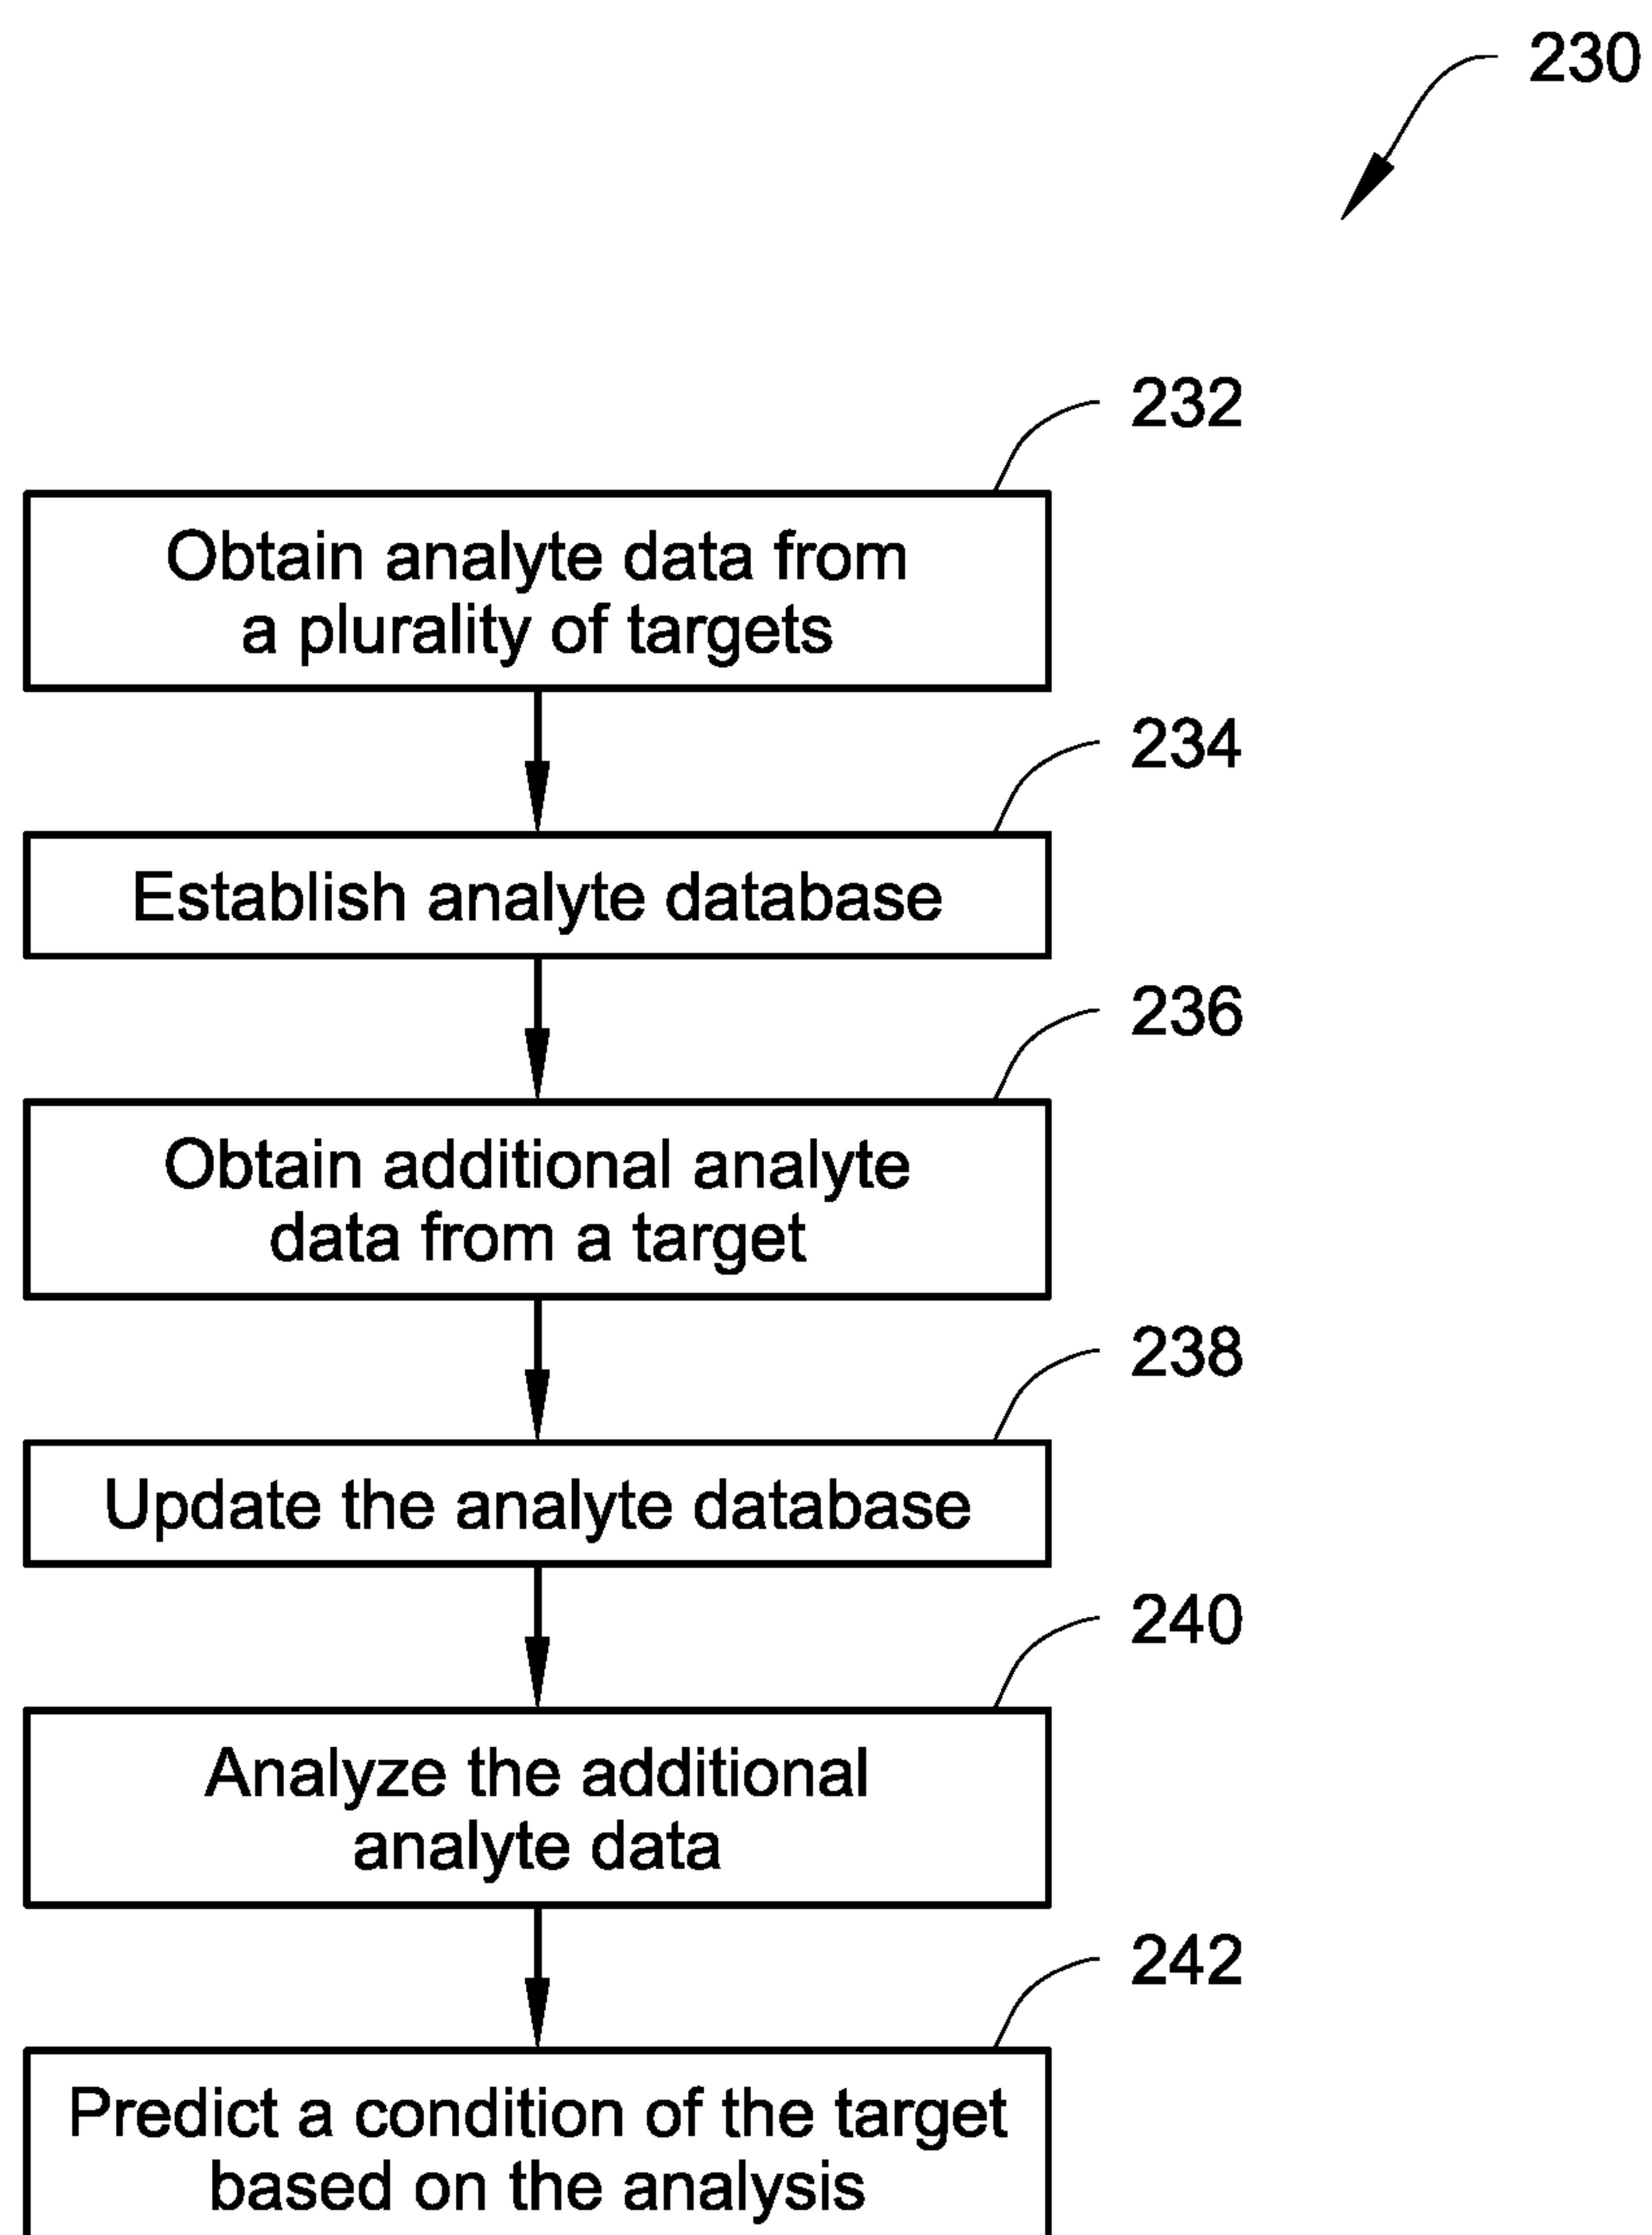 230
232
Obtain analyte data from
a plurality of targets
234
Establish analyte database
236
Obtain additional analyte
data from a target
238
Update the analyte database
240
Analyze the additional
analyte data
242
Predict a condition of the target
based on the analysis